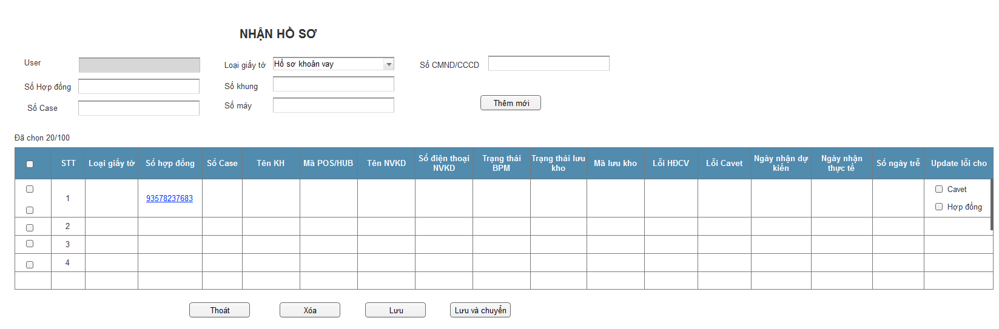 NHẬN HỒ SƠ
User
Loại giấy tờ
Hồ sơ khoản vay
Số CMND/CCCD
Số Hợp đồng
Số khung
Số Case
Số máy
Thêm mới
Đã chọn 20/100
STT
Loại giấy tờ
Số hợp đồng
Số Case
Tên KH
Mã POS/HUB
Tên NVKD
Số điện thoại
NVKD
Trạng thái
BPM
Trạng thái lưu
kho
Mã lưu kho
Lỗi HĐCV
Lỗi Cavet
Ngày nhận dự
kiến
Ngày nhận
thực tế
Số ngày trễ
Update lỗi cho
1
93578237683
Cavet
Hợp đồng
2
3
4
Thoát
Xóa
Lưu
Lưu và chuyển